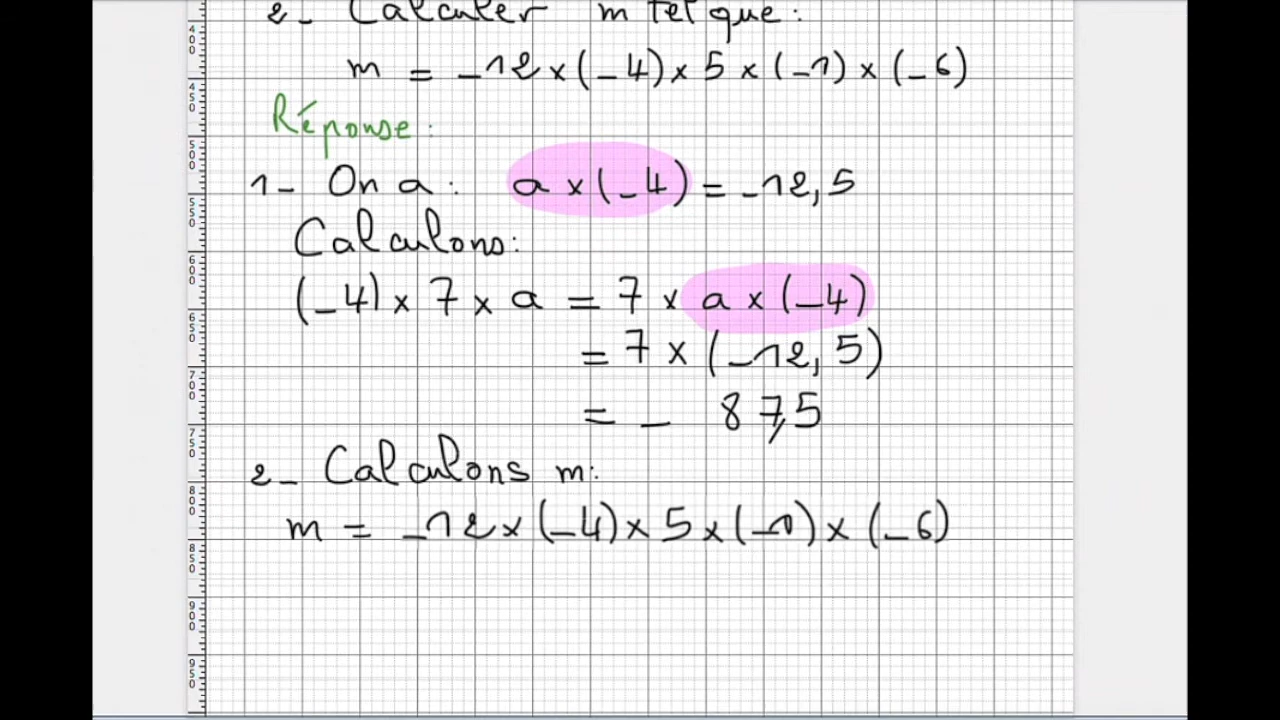 2- Calculer m tel que:
m = -12 × (-4) × 5 × (-1) × (-6)
Réponse:
1- On a: a × (-4) = -12,5
Calculons:
(-4) × 7 × a = 7 × a × (-4)
= 7 × (-12,5)
= - 87,5
2- Calculons m:
m = -12 × (-4) × 5 × (-1) × (-6)